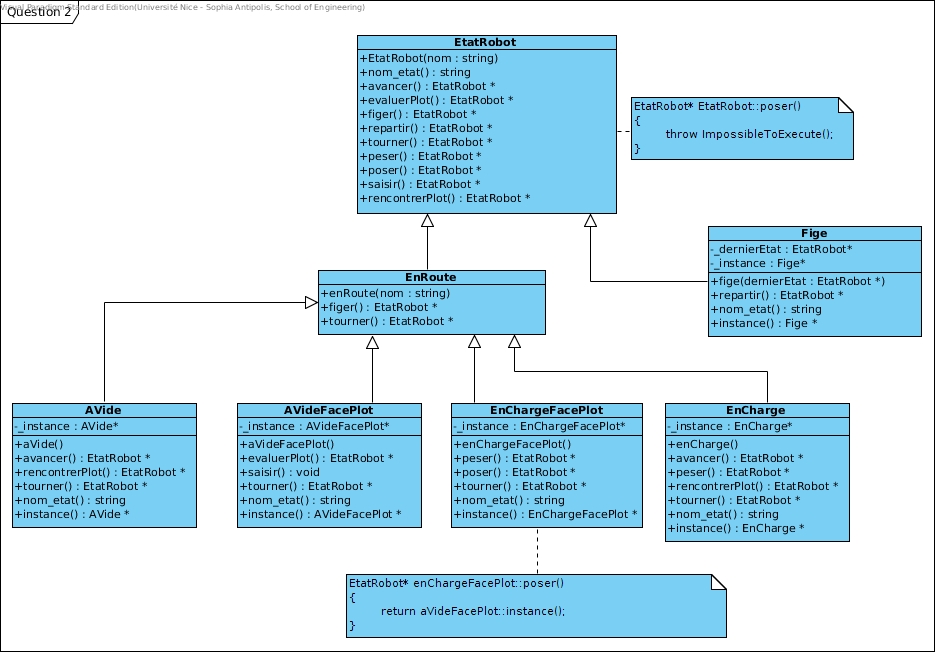 Visual Paradigm Standard Edition(Université Nice - Sophia Antipolis, School of Engineering)
Question 2
EtatRobot
+EtatRobot(nom : string)
+nom_etat() : string
+avancer() : EtatRobot *
+evaluerPlot() : EtatRobot *
+figer() : EtatRobot *
+repartir() : EtatRobot *
+tourner() : EtatRobot *
+peser() : EtatRobot *
+poser() : EtatRobot *
+saisir() : EtatRobot *
+rencontrerPlot() : EtatRobot *
EtatRobot* EtatRobot::poser()
{
throw ImpossibleToExecute();
}
Fige
-_dernierEtat : EtatRobot*
-_instance : Fige*
+fige(dernierEtat : EtatRobot *)
+repartir() : EtatRobot *
+nom_etat() : string
+instance() : Fige *
EnRoute
+enRoute(nom : string)
+figer() : EtatRobot *
+tourner() : EtatRobot *
AVide
-_instance : AVide*
+aVide()
+avancer() : EtatRobot *
+rencontrerPlot() : EtatRobot *
+tourner() : EtatRobot *
+nom_etat() : string
+instance() : AVide *
AVideFacePlot
-_instance : AVideFacePlot*
+aVideFacePlot()
+evaluerPlot() : EtatRobot *
+saisir() : void
+tourner() : EtatRobot *
+nom_etat() : string
+instance() : AVideFacePlot *
EnChargeFacePlot
-_instance : EnChargeFacePlot*
+enChargeFacePlot()
+peser() : EtatRobot *
+poser() : EtatRobot *
+tourner() : EtatRobot *
+nom_etat() : string
+instance() : EnChargeFacePlot *
EnCharge
-_instance : EnCharge*
+enCharge()
+avancer() : EtatRobot *
+peser() : EtatRobot *
+rencontrerPlot() : EtatRobot *
+tourner() : EtatRobot *
+nom_etat() : string
+instance() : EnCharge *
EtatRobot* enChargeFacePlot::poser()
{
return aVideFacePlot::instance();
}